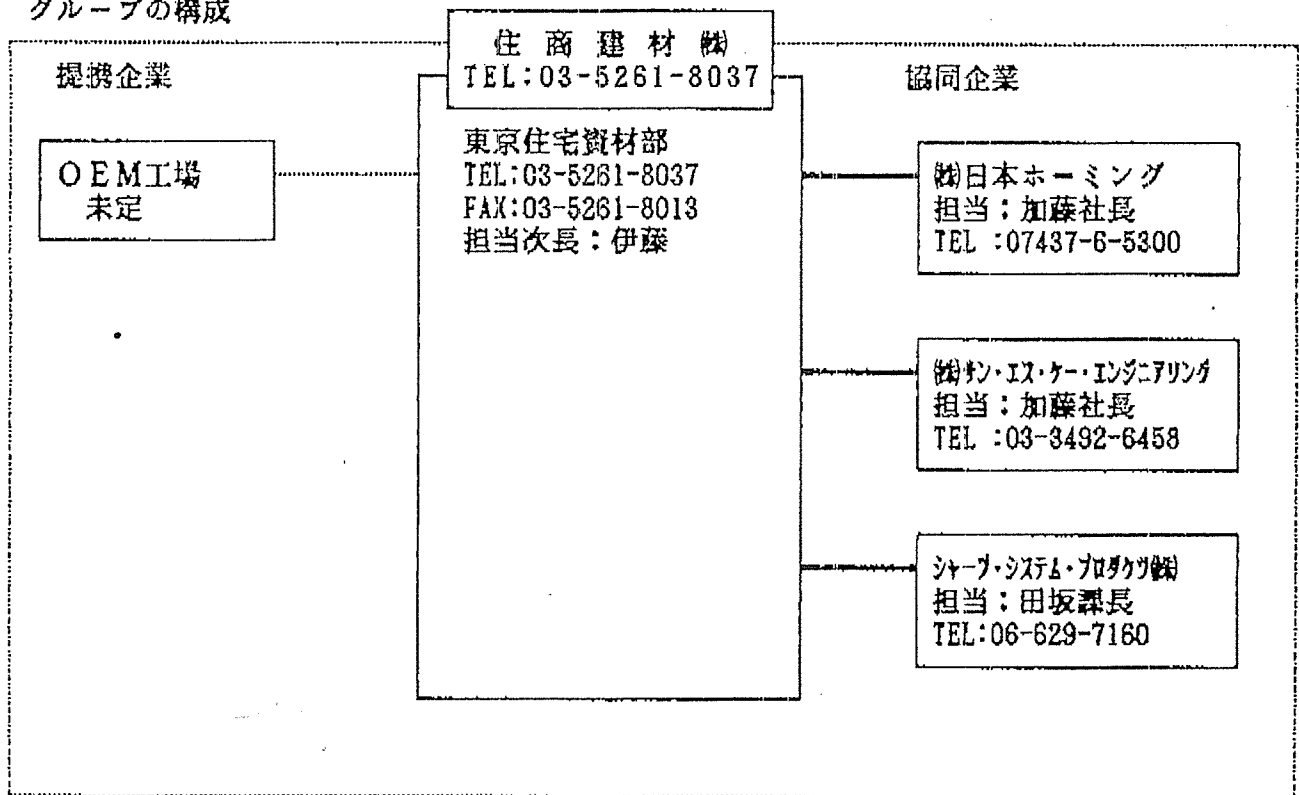 グループの構成
住商建材㈱
TEL:03-5261-8037
提携企業
協同企業
OEM工場
未定
東京住宅資材部
TEL:03-5261-8037
FAX:03-5261-8013
担当次長：伊藤
㈱日本ホーミング
担当：加藤社長
TEL :07437-6-5300
㈱サン・エス・ケー・エンジニアリング
担当：加藤社長
TEL :03-3492-6458
シャープ・システム・プロダクツ㈱
担当：田坂課長
TEL:06-629-7160